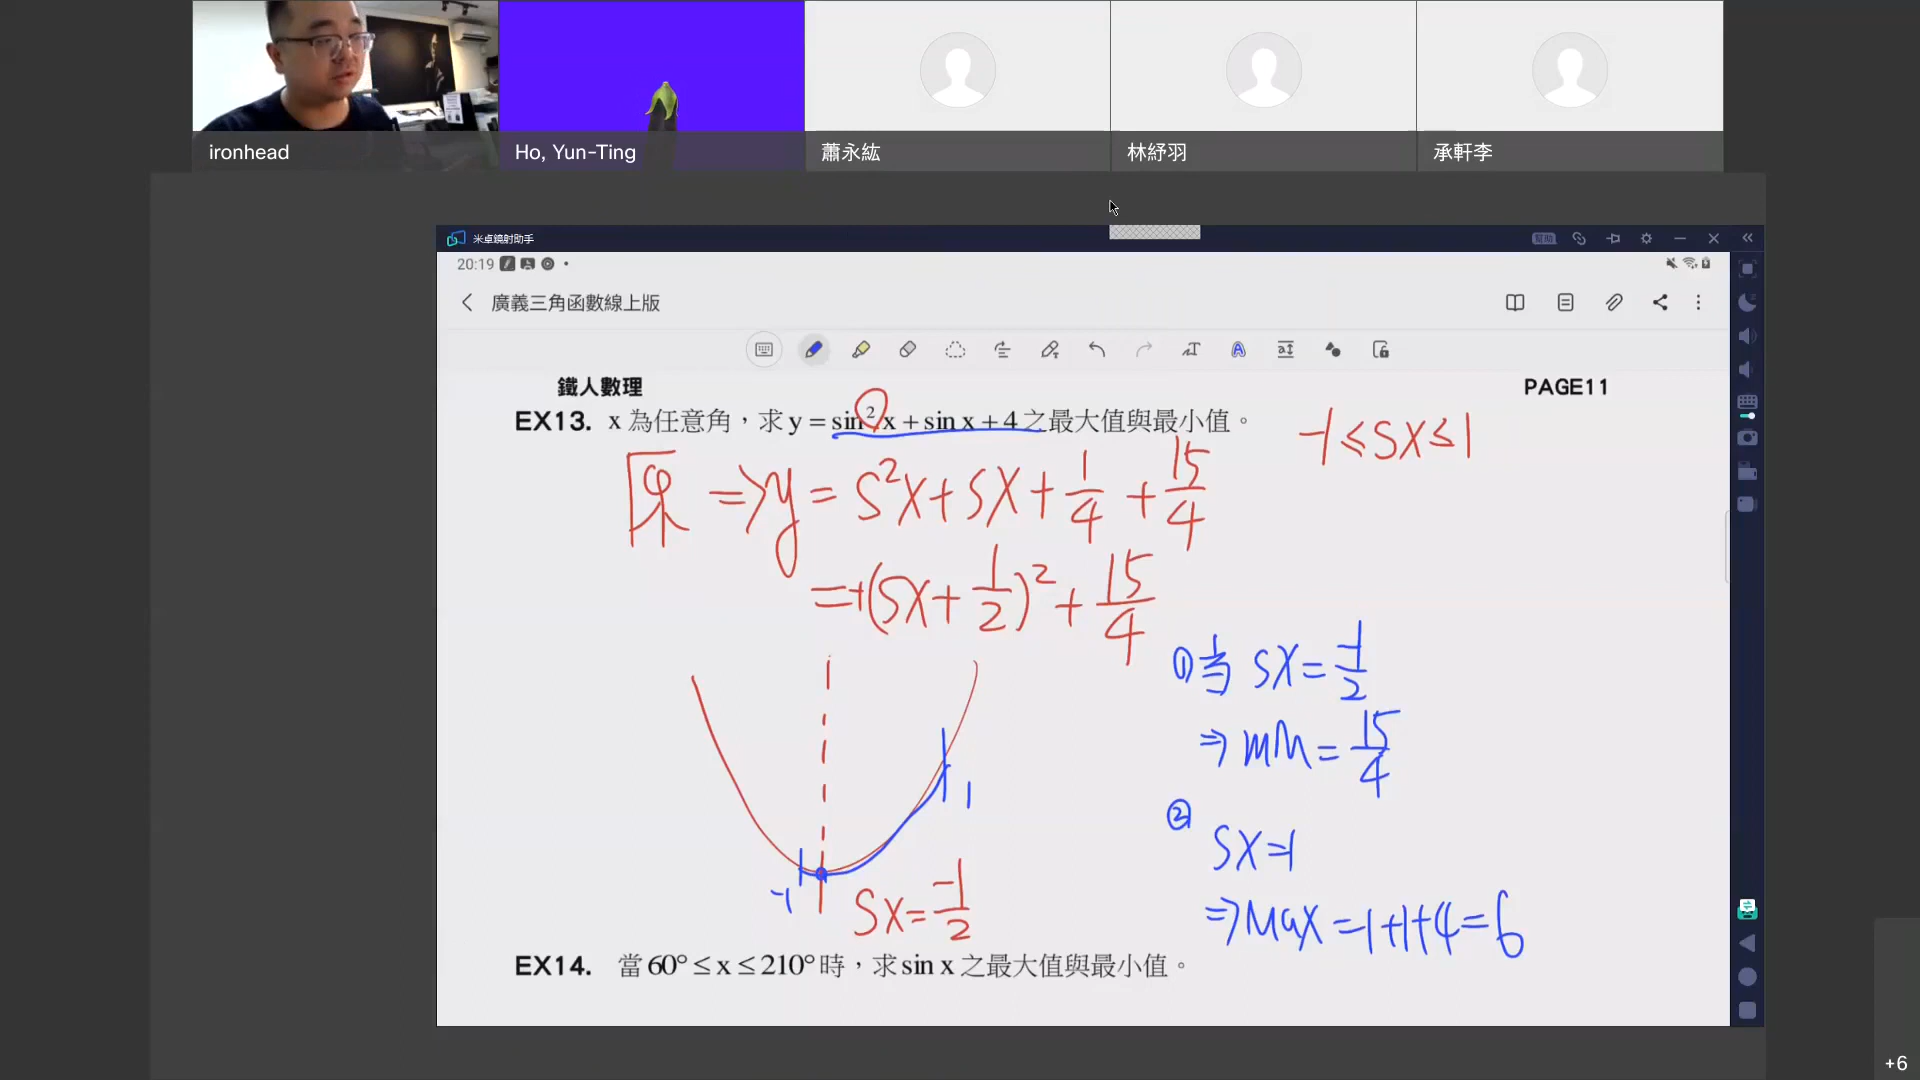 ironhead
Ho, Yun-Ting
蕭永紘
林紓羽
承軒李
米卓鏡射助手
20:19
廣義三角函數線上版
鐵人數理
PAGE11
EX13. x 為任意角，求 y = sin²x + sin x + 4 之最大值與最小值。
-1 ≤ SX ≤ 1
原 => y = S²X + SX + 1/4 + 15/4
= +(SX + 1/2)² + 15/4
① 当 SX = -1/2
⇒ min = 15/4
② SX = 1
⇒ Max = 1+1+4 = 6
1
-1
SX = -1/2
EX14. 當 60° ≤ x ≤ 210° 時，求 sin x 之最大值與最小值。
+6